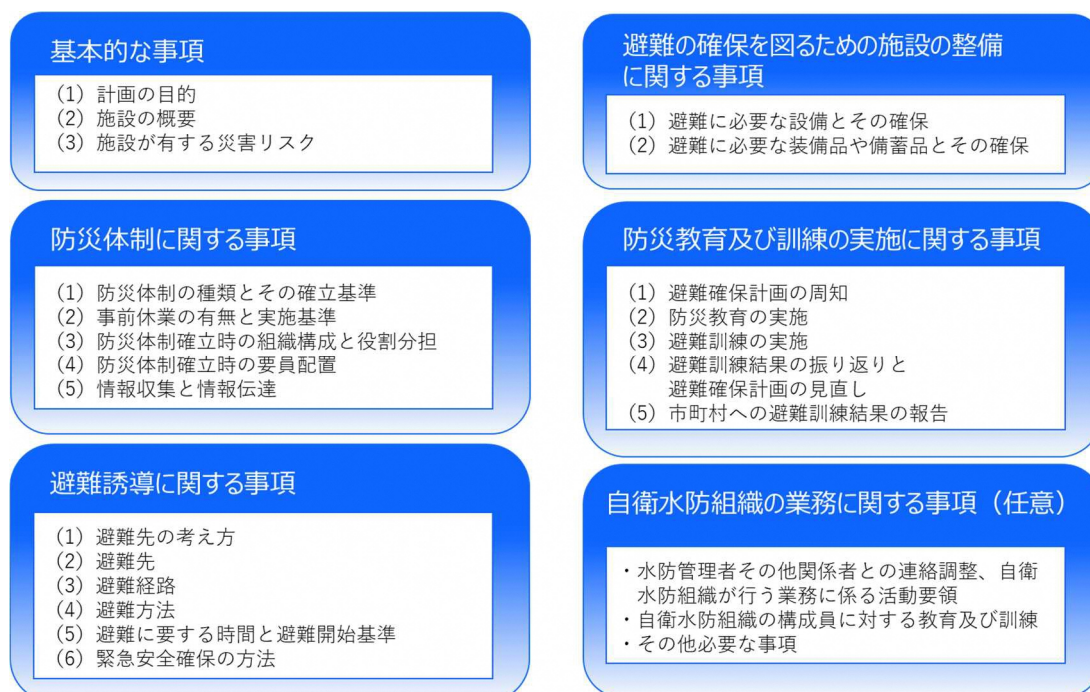 基本的な事項
(1) 計画の目的
(2) 施設の概要
(3) 施設が有する災害リスク
防災体制に関する事項
(1) 防災体制の種類とその確立基準
(2) 事前休業の有無と実施基準
(3) 防災体制確立時の組織構成と役割分担
(4) 防災体制確立時の要員配置
(5) 情報収集と情報伝達
避難誘導に関する事項
(1) 避難先の考え方
(2) 避難先
(3) 避難経路
(4) 避難方法
(5) 避難に要する時間と避難開始基準
(6) 緊急安全確保の方法
避難の確保を図るための施設の整備
に関する事項
(1) 避難に必要な設備とその確保
(2) 避難に必要な装備品や備蓄品とその確保
防災教育及び訓練の実施に関する事項
(1) 避難確保計画の周知
(2) 防災教育の実施
(3) 避難訓練の実施
(4) 避難訓練結果の振り返りと
避難確保計画の見直し
(5) 市町村への避難訓練結果の報告
自衛水防組織の業務に関する事項（任意）
・水防管理者その他関係者との連絡調整、自衛
水防組織が行う業務に係る活動要領
・自衛水防組織の構成員に対する教育及び訓練
・その他必要な事項